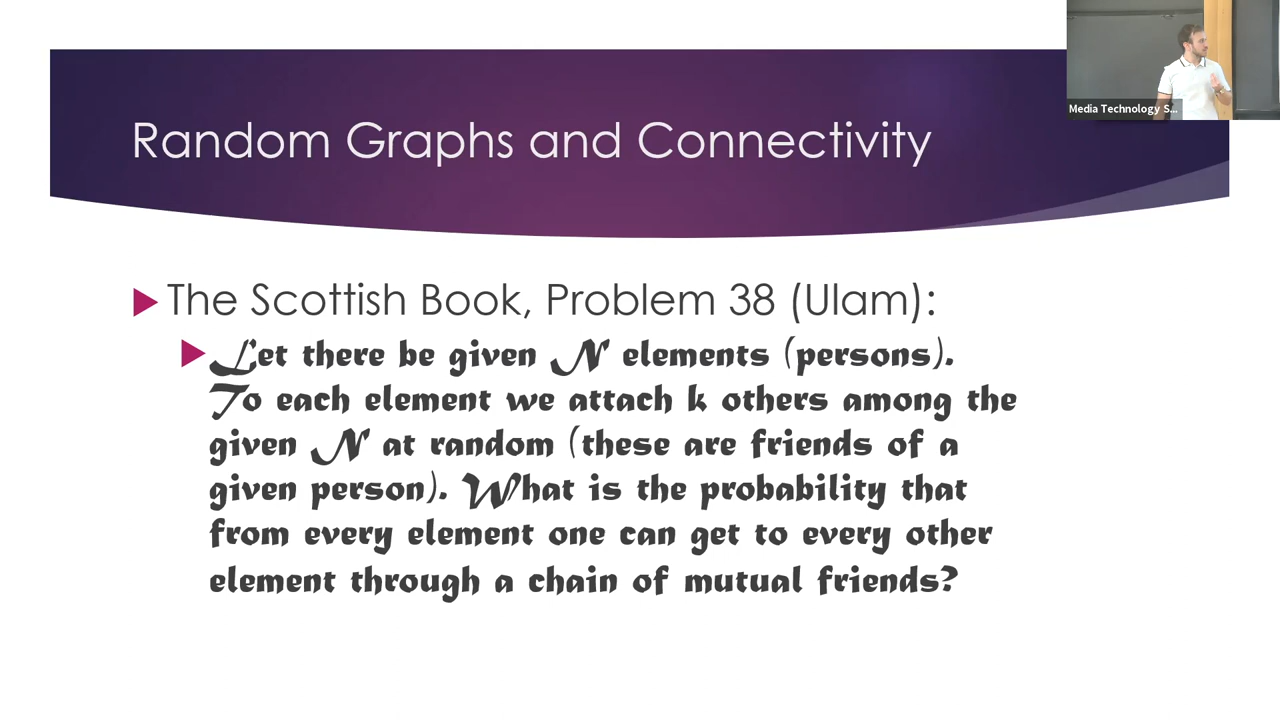 Media Technology S...
Random Graphs and Connectivity
The Scottish Book, Problem 38 (Ulam):
Let there be given N elements (persons).
To each element we attach k others among the
given N at random (these are friends of a
given person). What is the probability that
from every element one can get to every other
element through a chain of mutual friends?